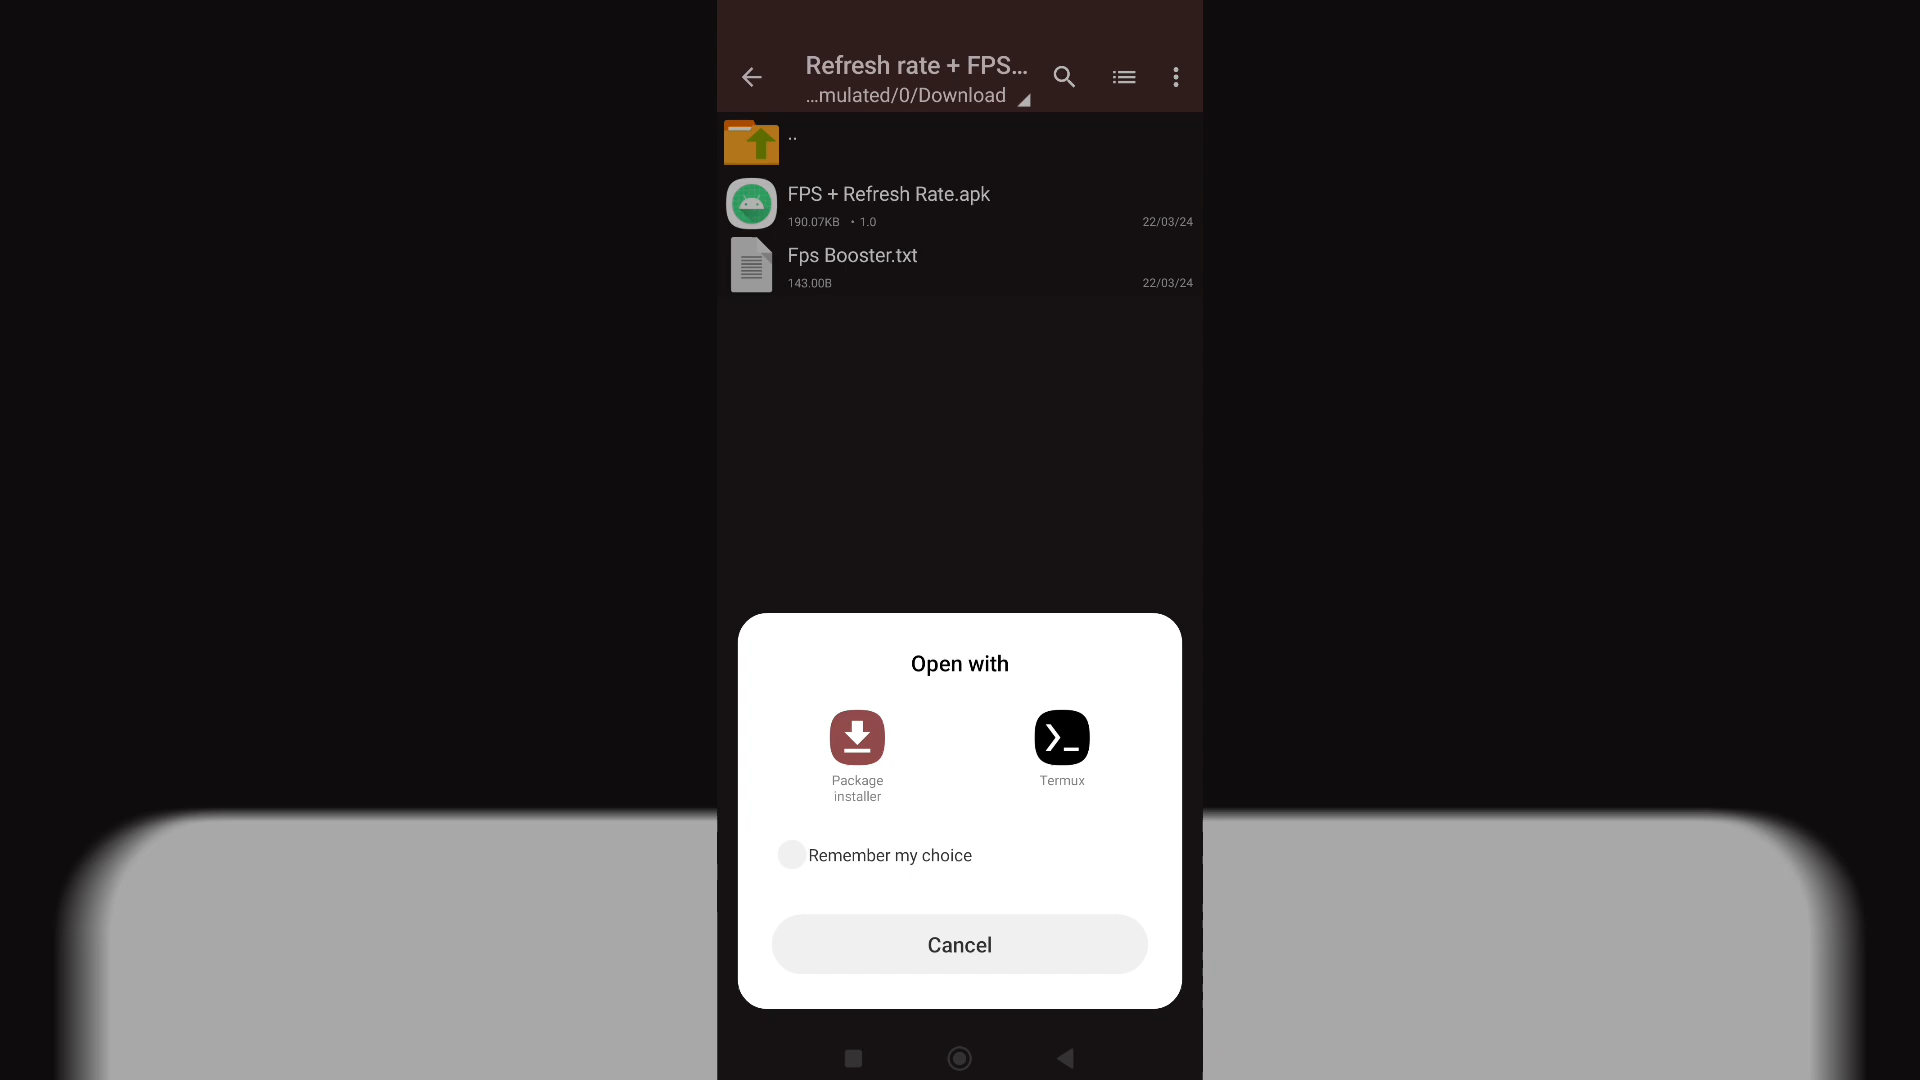 Refresh rate + FPS...
...mulated/0/Download
..
FPS + Refresh Rate.apk
190.07KB • 1.0 22/03/24
Fps Booster.txt
143.00B 22/03/24
Open with
Package installer
Termux
Remember my choice
Cancel